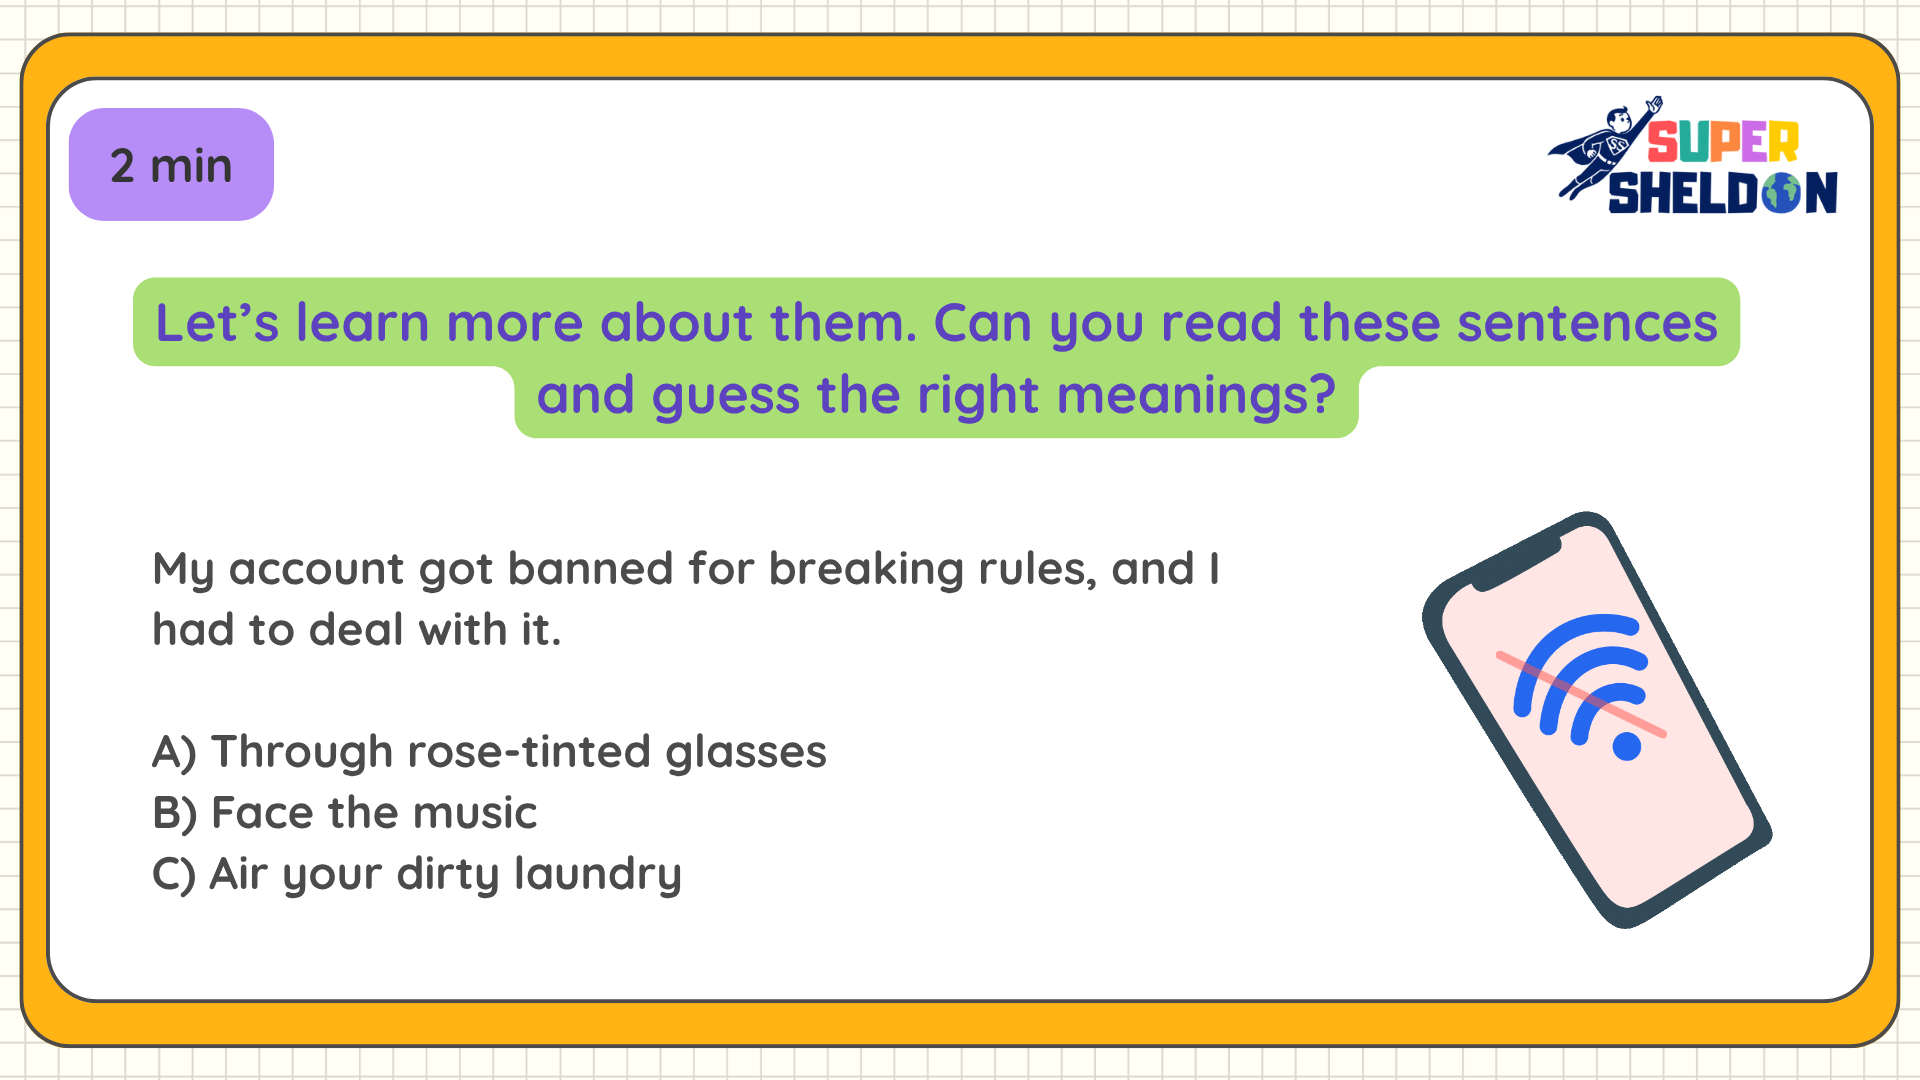 2 min
SUPER
SHELDON
Let's learn more about them. Can you read these sentences
and guess the right meanings?
My account got banned for breaking rules, and I
had to deal with it.
A) Through rose-tinted glasses
B) Face the music
C) Air your dirty laundry